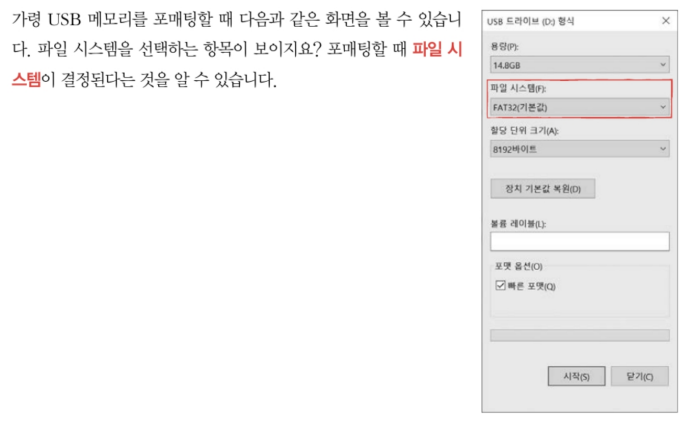 가령 USB 메모리를 포매팅할 때 다음과 같은 화면을 볼 수 있습니
다. 파일 시스템을 선택하는 항목이 보이지요? 포매팅할 때 파일 시
스템이 결정된다는 것을 알 수 있습니다.
USB 드라이브 (D:) 형식
용량(P):
14.8GB
파일 시스템(F):
FAT32(기본값)
할당 단위 크기(A):
8192바이트
장치 기본값 복원(D)
볼륨 레이블(L):
포맷 옵션(O)
빠른 포맷(Q)
시작(S) 닫기(C)